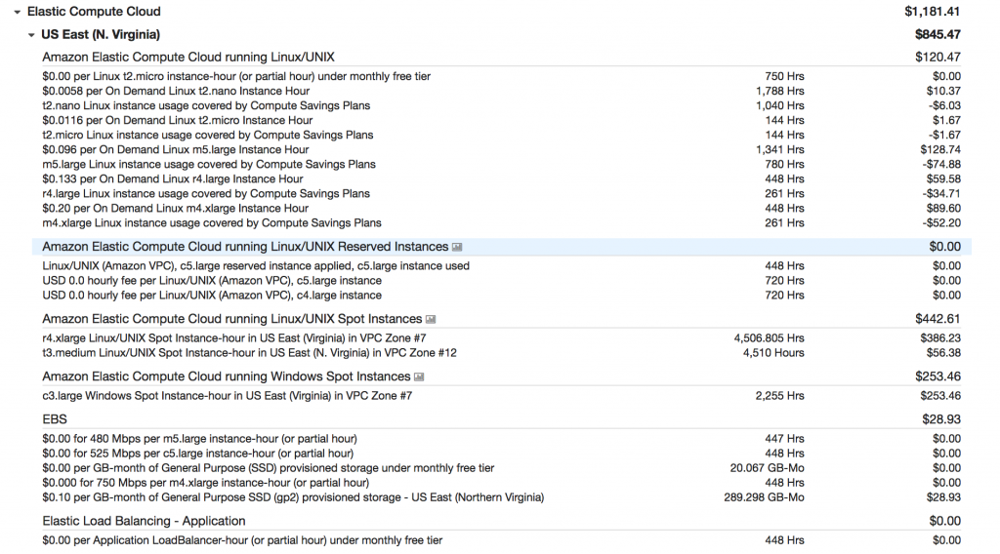 Elastic Compute Cloud $1,181.41
US East (N. Virginia) $845.47
Amazon Elastic Compute Cloud running Linux/UNIX $120.47
$0.00 per Linux t2.micro instance-hour (or partial hour) under monthly free tier 750 Hrs $0.00
$0.0058 per On Demand Linux t2.nano Instance Hour 1,788 Hrs $10.37
t2.nano Linux instance usage covered by Compute Savings Plans 1,040 Hrs -$6.03
$0.0116 per On Demand Linux t2.micro Instance Hour 144 Hrs $1.67
t2.micro Linux instance usage covered by Compute Savings Plans 144 Hrs -$1.67
$0.096 per On Demand Linux m5.large Instance Hour 1,341 Hrs $128.74
m5.large Linux instance usage covered by Compute Savings Plans 780 Hrs -$74.88
$0.133 per On Demand Linux r4.large Instance Hour 448 Hrs $59.58
r4.large Linux instance usage covered by Compute Savings Plans 261 Hrs -$34.71
$0.20 per On Demand Linux m4.xlarge Instance Hour 448 Hrs $89.60
m4.xlarge Linux instance usage covered by Compute Savings Plans 261 Hrs -$52.20
Amazon Elastic Compute Cloud running Linux/UNIX Reserved Instances $0.00
Linux/UNIX (Amazon VPC), c5.large reserved instance applied, c5.large instance used 448 Hrs $0.00
USD 0.0 hourly fee per Linux/UNIX (Amazon VPC), c5.large instance 720 Hrs $0.00
USD 0.0 hourly fee per Linux/UNIX (Amazon VPC), c4.large instance 720 Hrs $0.00
Amazon Elastic Compute Cloud running Linux/UNIX Spot Instances $442.61
r4.xlarge Linux/UNIX Spot Instance-hour in US East (Virginia) in VPC Zone #7 4,506.805 Hrs $386.23
t3.medium Linux/UNIX Spot Instance-hour in US East (N. Virginia) in VPC Zone #12 4,510 Hours $56.38
Amazon Elastic Compute Cloud running Windows Spot Instances $253.46
c3.large Windows Spot Instance-hour in US East (Virginia) in VPC Zone #7 2,255 Hrs $253.46
EBS $28.93
$0.00 for 480 Mbps per m5.large instance-hour (or partial hour) 447 Hrs $0.00
$0.00 for 525 Mbps per c5.large instance-hour (or partial hour) 448 Hrs $0.00
$0.00 per GB-month of General Purpose (SSD) provisioned storage under monthly free tier 20.067 GB-Mo $0.00
$0.000 for 750 Mbps per m4.xlarge instance-hour (or partial hour) 448 Hrs $0.00
$0.10 per GB-month of General Purpose SSD (gp2) provisioned storage - US East (Northern Virginia) 289.298 GB-Mo $28.93
Elastic Load Balancing - Application $0.00
$0.00 per Application LoadBalancer-hour (or partial hour) under monthly free tier 448 Hrs $0.00